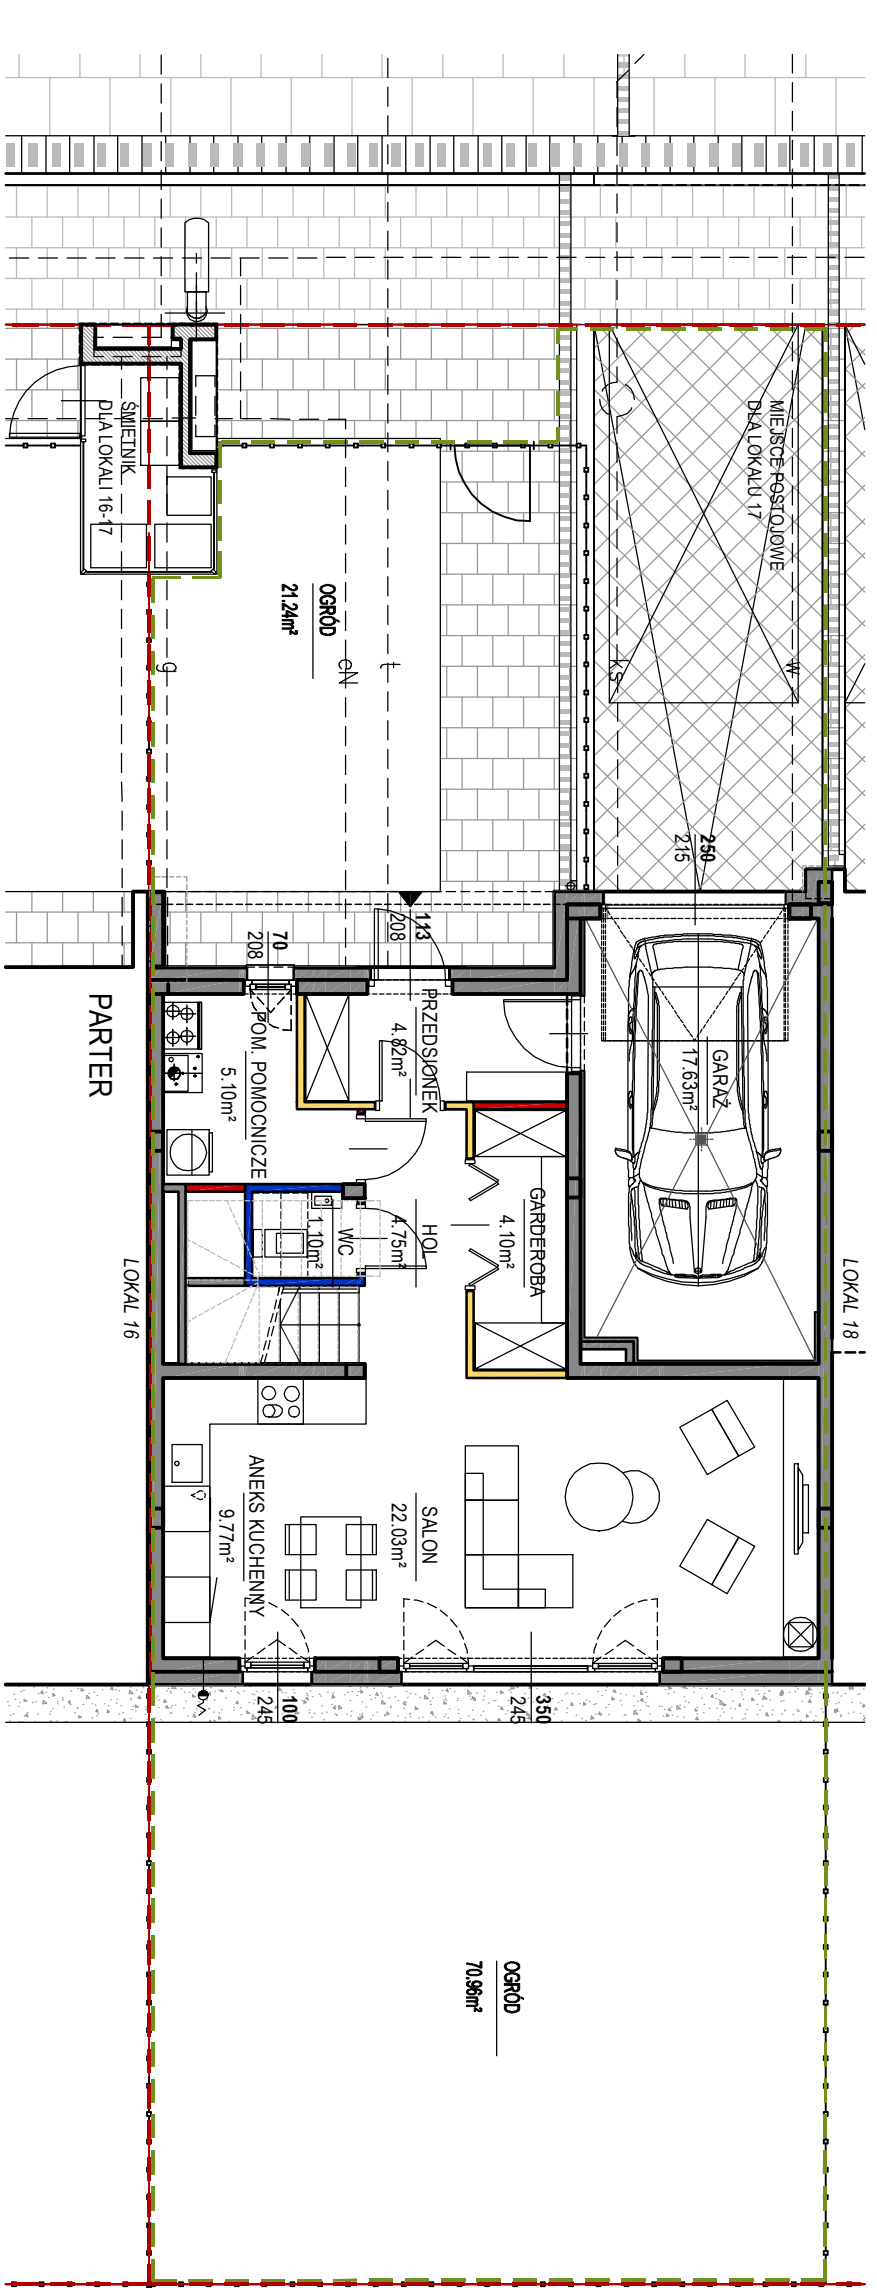 MIEJSCE POSTOJOWE
DLA LOKALU 17
ŚMIETNIK
DLA LOKALI 16-17
OGRÓD
21.24m²
t
eN
g
W
KS
250
215
113
208
70
208
PARTER
PRZEDSIONEK
4.82m²
POM. POMOCNICZE
5.10m²
GARAŻ
17.63m²
GARDEROBA
4.10m²
HOL
4.75m²
WC
1.10m²
LOKAL 16
LOKAL 18
ANEKS KUCHENNY
9.77m²
SALON
22.03m²
100
245
350
245
OGRÓD
70.96m²